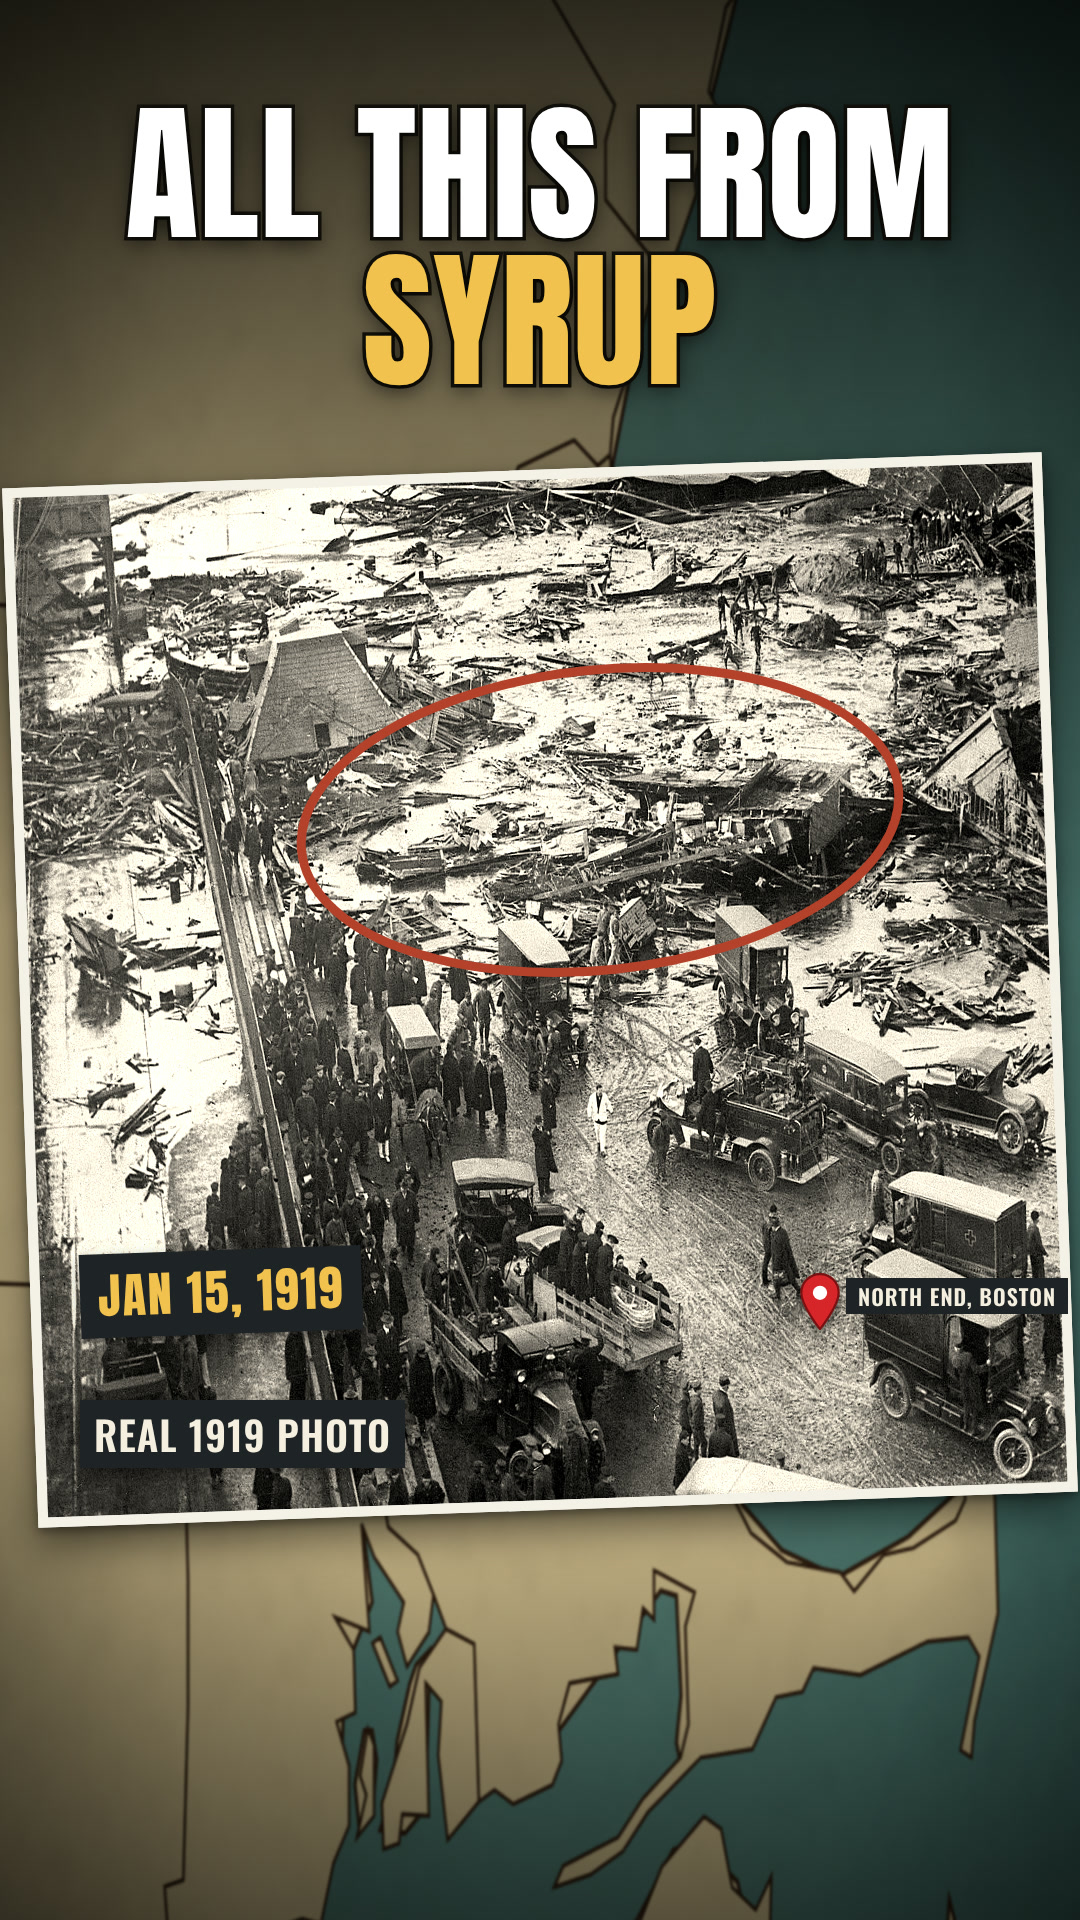 ALL THIS FROM
SYRUP
JAN 15, 1919
NORTH END, BOSTON
REAL 1919 PHOTO